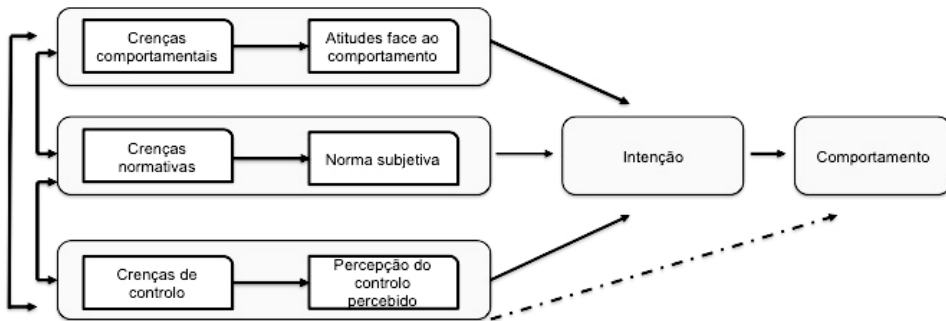 Crenças
comportamentais
Atitudes face ao
comportamento
Crenças
normativas
Norma subjetiva
Intenção
Comportamento
Crenças de
controlo
Percepção do
controlo
percebido